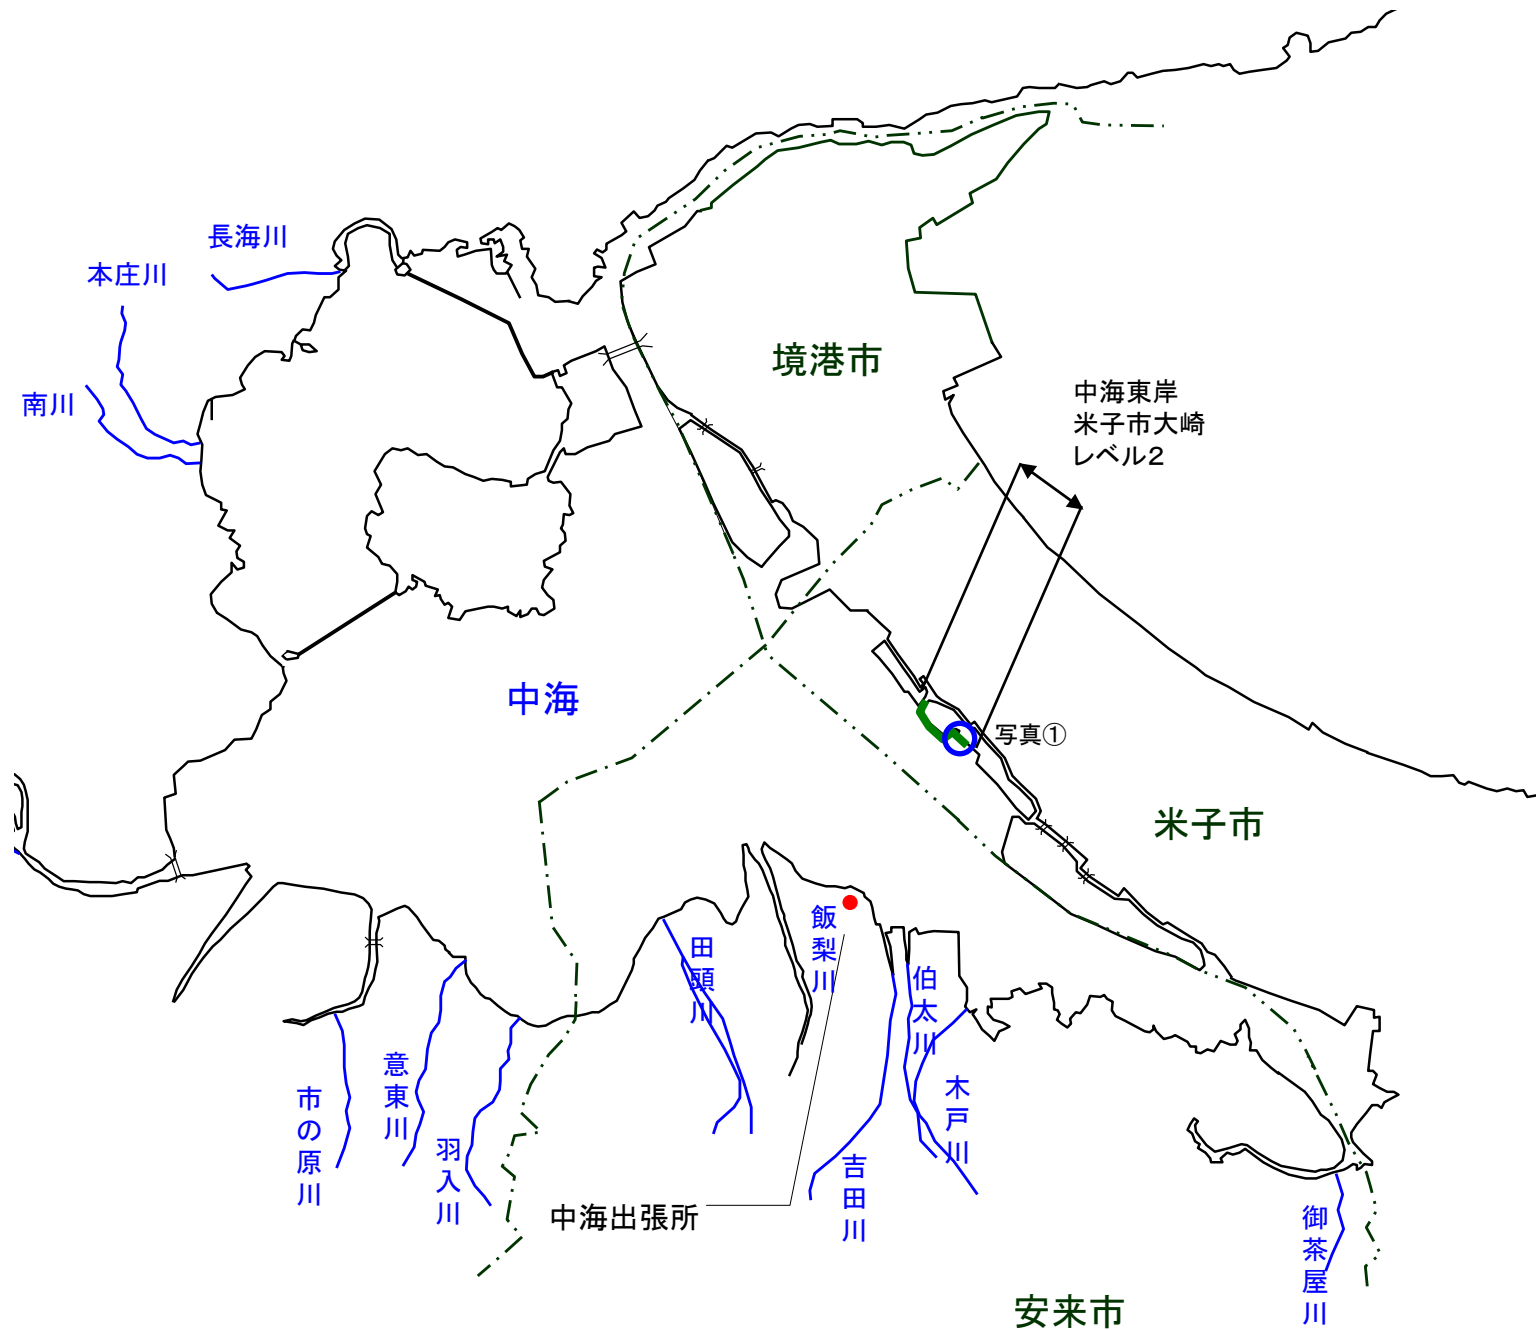 長海川
本庄川
南川
境港市
中海東岸
米子市大崎
レベル2
中海
写真①
米子市
飯梨川
田頭川
伯太川
意東川
木戸川
市の原川
羽入川
吉田川
中海出張所
御茶屋川
安来市